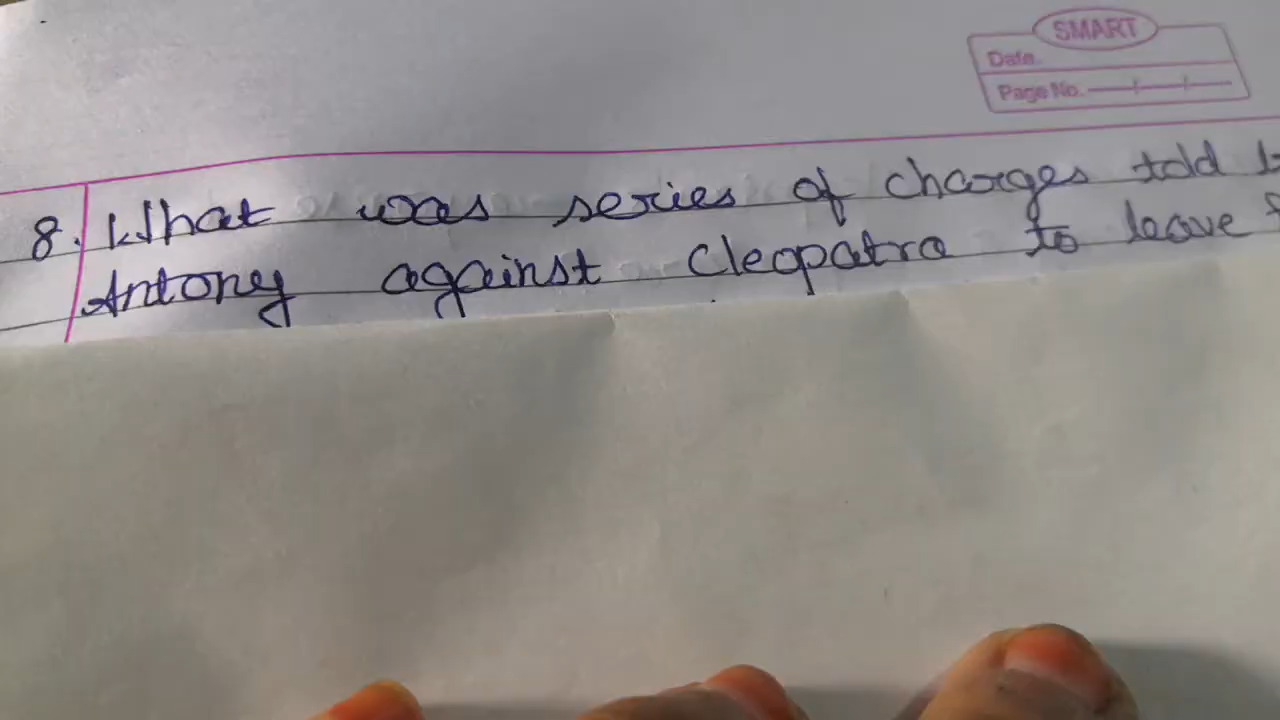 SMART
Date.
Page No.
8. What was series of charges told
Antony against Cleopatra to leave